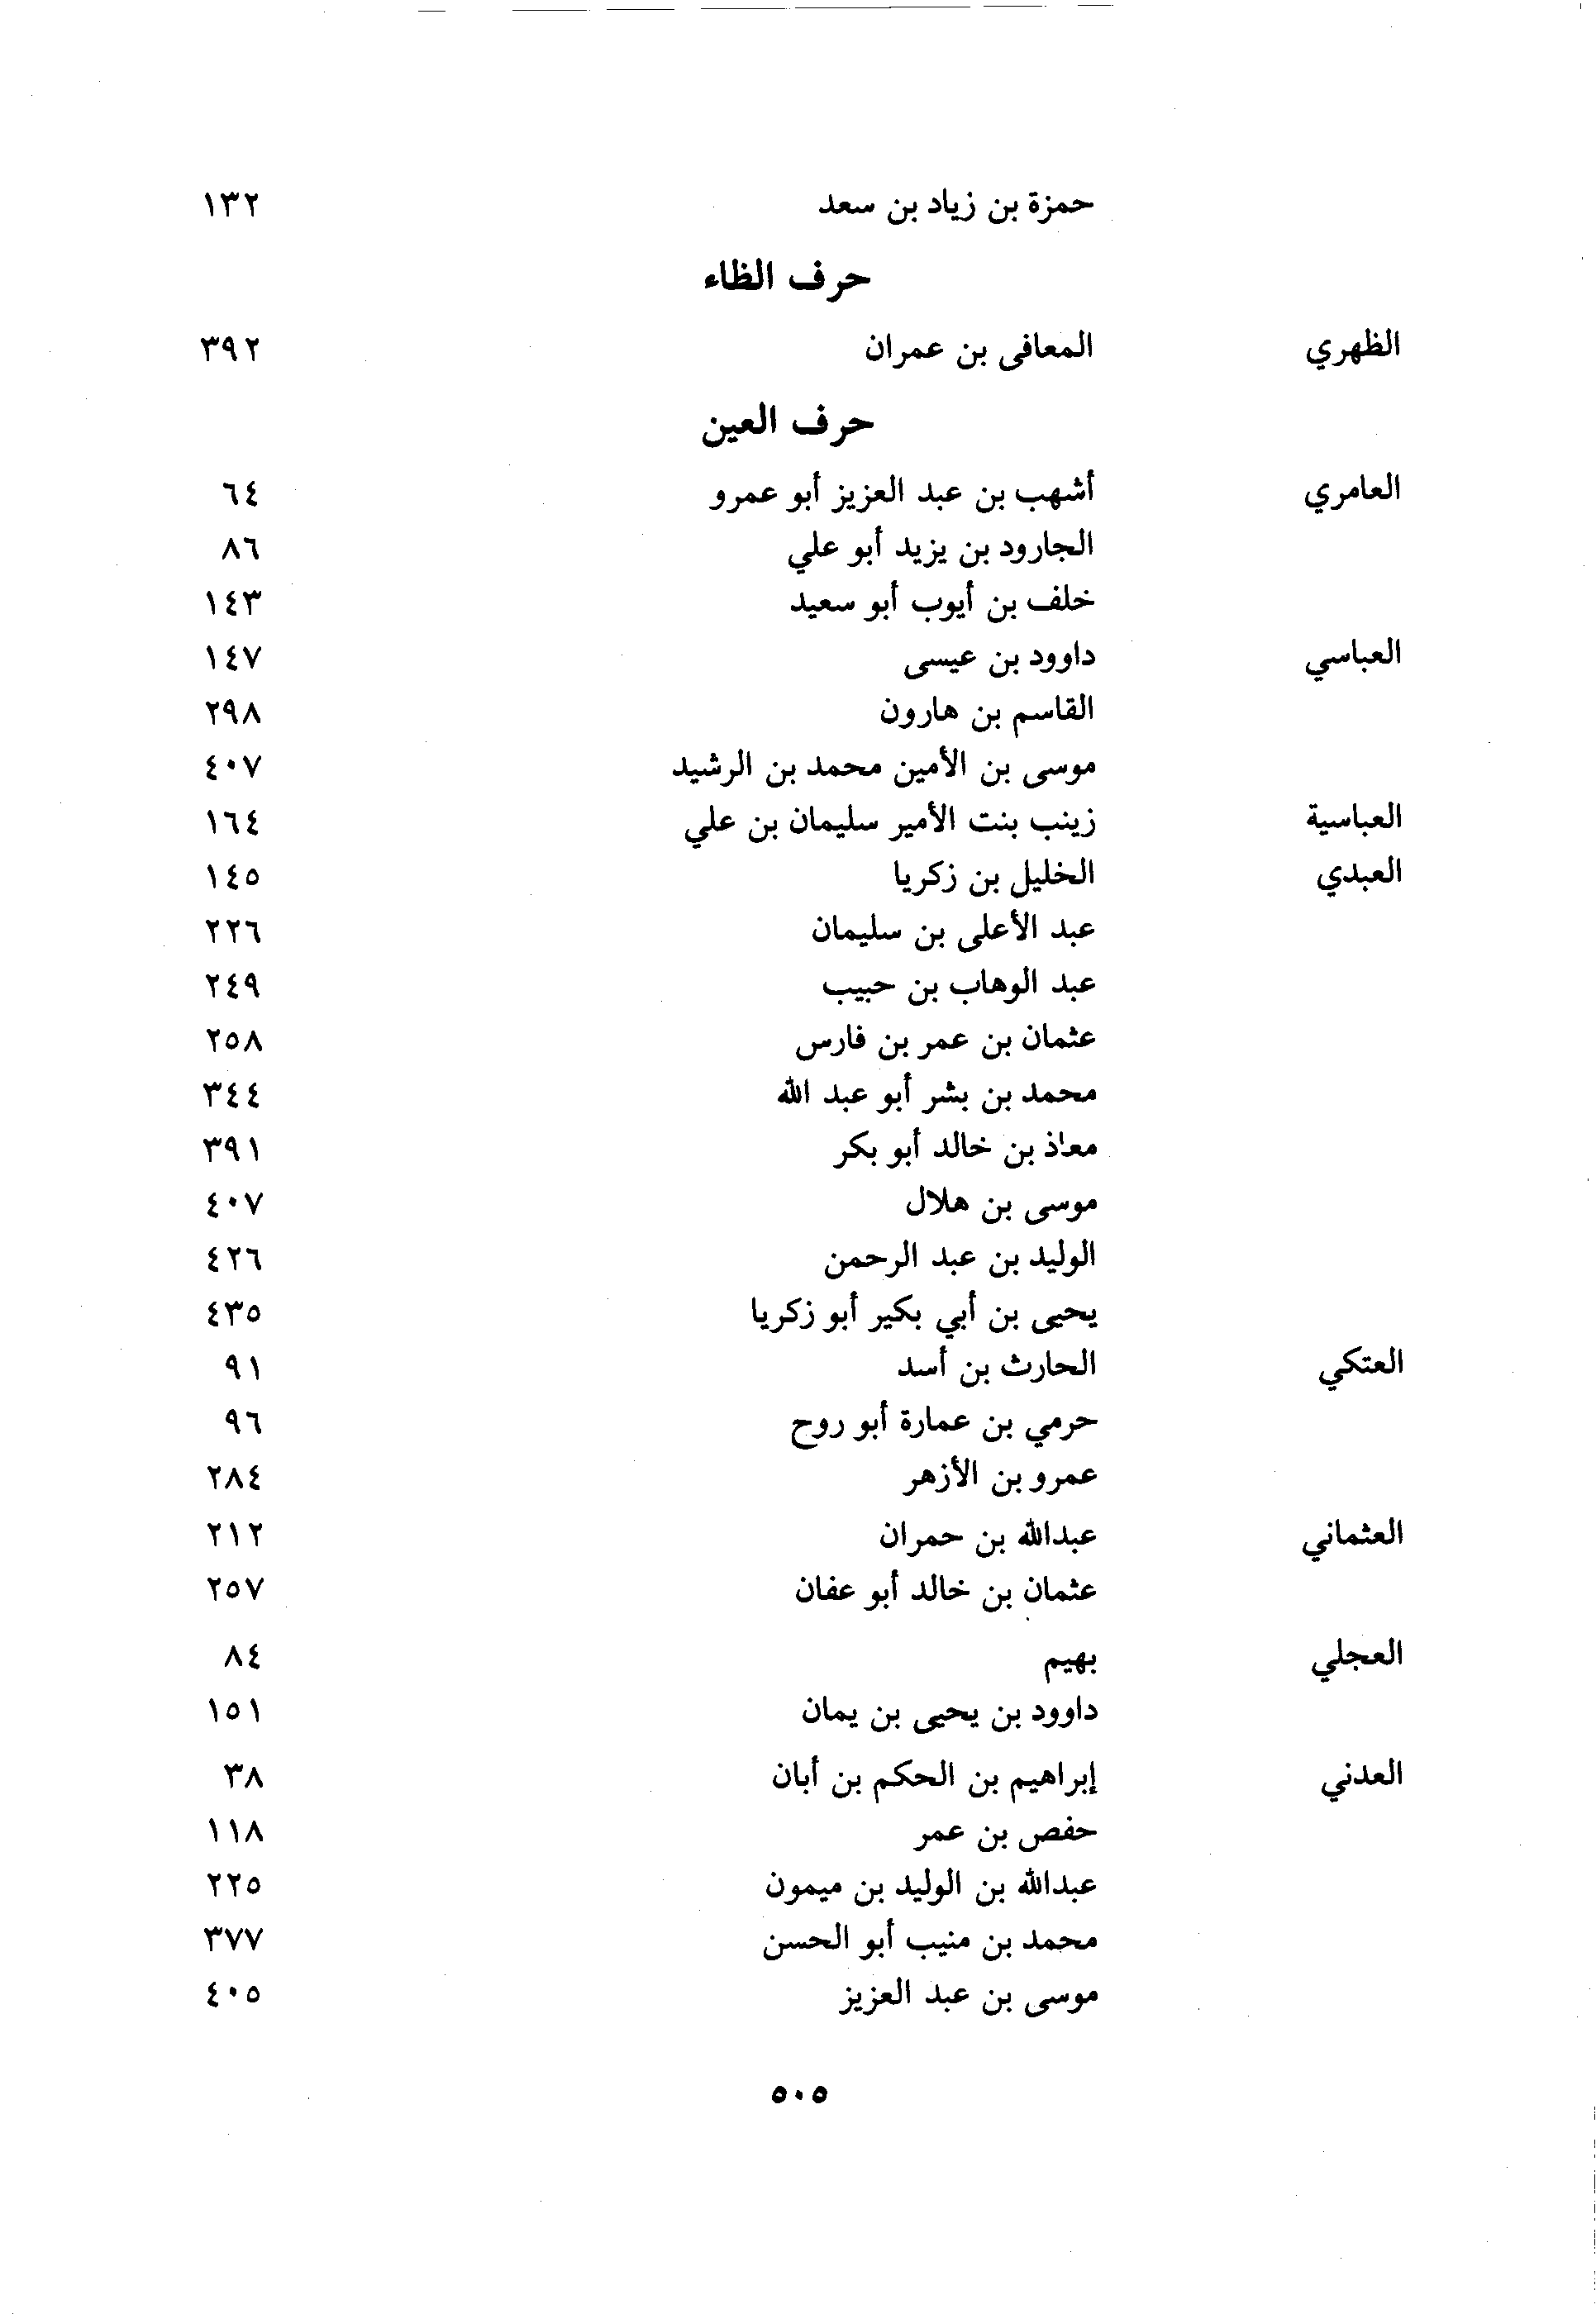 حمزة بن زياد بن سعد ١٣٢
حرف الظاء
الظهري المعافى بن عمران ٣٩٢
حرف العين
العامري أشهب بن عبد العزيز أبو عمرو ٦٤
الجارود بن يزيد أبو علي ٨٦
خلف بن أيوب أبو سعيد ١٤٣
العباسي داوود بن عيسى ١٤٧
القاسم بن هارون ٢٩٨
موسى بن الأمين محمد بن الرشيد ٤٠٧
العباسية زينب بنت الأمير سليمان بن علي ١٦٤
العبدي الخليل بن زكريا ١٤٥
عبد الأعلى بن سليمان ٢٢٦
عبد الوهاب بن حبيب ٢٤٩
عثمان بن عمر بن فارس ٢٥٨
محمد بن بشر أبو عبد الله ٣٤٤
معاذ بن خالد أبو بكر ٣٩١
موسى بن هلال ٤٠٧
الوليد بن عبد الرحمن ٤٢٦
يحيى بن أبي بكير أبو زكريا ٤٣٥
العتكي الحارث بن أسد ٩١
حرمي بن عمارة أبو روح ٩٦
عمرو بن الأزهر ٢٨٤
العثماني عبدالله بن حمران ٢١٢
عثمان بن خالد أبو عفان ٢٥٧
العجلي بهيم ٨٤
داوود بن يحيى بن يمان ١٥١
العدني إبراهيم بن الحكم بن أبان ٣٨
حفص بن عمر ١١٨
عبدالله بن الوليد بن ميمون ٢٢٥
محمد بن منيب أبو الحسن ٣٧٧
موسى بن عبد العزيز ٤٠٥
٥٠٥